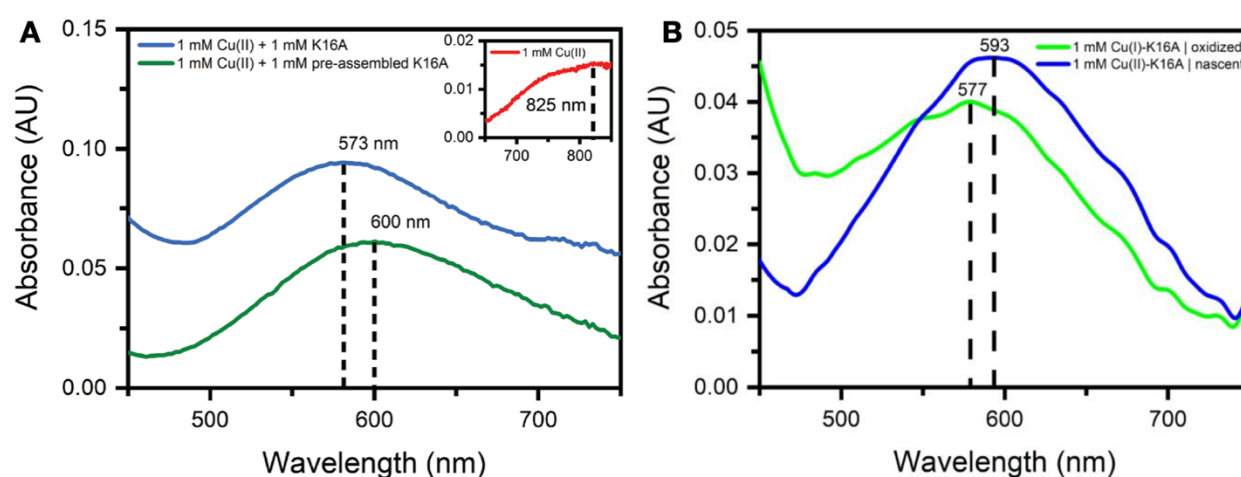 A
1 mM Cu(II) + 1 mM K16A
1 mM Cu(II) + 1 mM pre-assembled K16A
1 mM Cu(II)
825 nm
0.02
0.01
0.01
0.00
700
800
573 nm
600 nm
0.15
0.10
0.05
0.00
500
600
700
Absorbance (AU)
Wavelength (nm)
B
1 mM Cu(I)-K16A | oxidized
1 mM Cu(II)-K16A | nascent
593
577
0.05
0.04
0.03
0.02
0.01
0.00
500
600
700
Absorbance (AU)
Wavelength (nm)